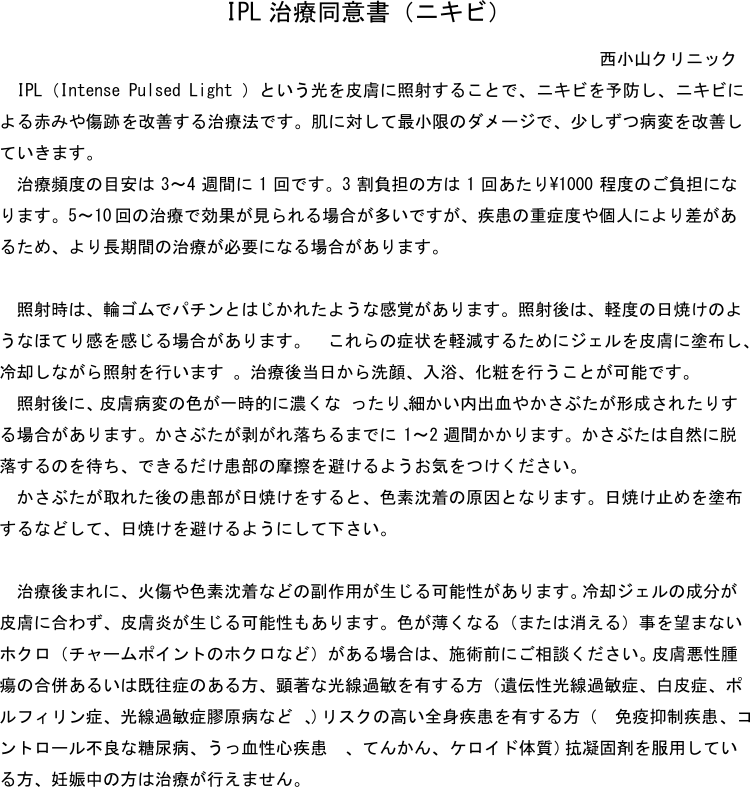 IPL 治療同意書（ニキビ）
西小山クリニック
IPL（Intense Pulsed Light ）という光を皮膚に照射することで、ニキビを予防し、ニキビに
よる赤みや傷跡を改善する治療法です。肌に対して最小限のダメージで、少しずつ病変を改善し
ていきます。
治療頻度の目安は 3～4 週間に 1 回です。3 割負担の方は 1 回あたり¥1000 程度のご負担にな
ります。5～10 回の治療で効果が見られる場合が多いですが、疾患の重症度や個人により差があ
るため、より長期間の治療が必要になる場合があります。
照射時は、輪ゴムでパチンとはじかれたような感覚があります。照射後は、軽度の日焼けのよ
うなほてり感を感じる場合があります。　これらの症状を軽減するためにジェルを皮膚に塗布し、
冷却しながら照射を行います 。治療後当日から洗顔、入浴、化粧を行うことが可能です。
照射後に、皮膚病変の色が一時的に濃くな ったり、細かい内出血やかさぶたが形成されたりす
る場合があります。かさぶたが剥がれ落ちるまでに 1～2 週間かかります。かさぶたは自然に脱
落するのを待ち、できるだけ患部の摩擦を避けるようお気をつけください。
かさぶたが取れた後の患部が日焼けをすると、色素沈着の原因となります。日焼け止めを塗布
するなどして、日焼けを避けるようにして下さい。
治療後まれに、火傷や色素沈着などの副作用が生じる可能性があります。冷却ジェルの成分が
皮膚に合わず、皮膚炎が生じる可能性もあります。色が薄くなる（または消える）事を望まない
ホクロ（チャームポイントのホクロなど）がある場合は、施術前にご相談ください。皮膚悪性腫
瘍の合併あるいは既往症のある方、顕著な光線過敏を有する方（遺伝性光線過敏症、白皮症、ポ
ルフィリン症、光線過敏症膠原病など 、）リスクの高い全身疾患を有する方（　免疫抑制疾患、コ
ントロール不良な糖尿病、うっ血性心疾患　、てんかん、ケロイド体質）抗凝固剤を服用してい
る方、妊娠中の方は治療が行えません。